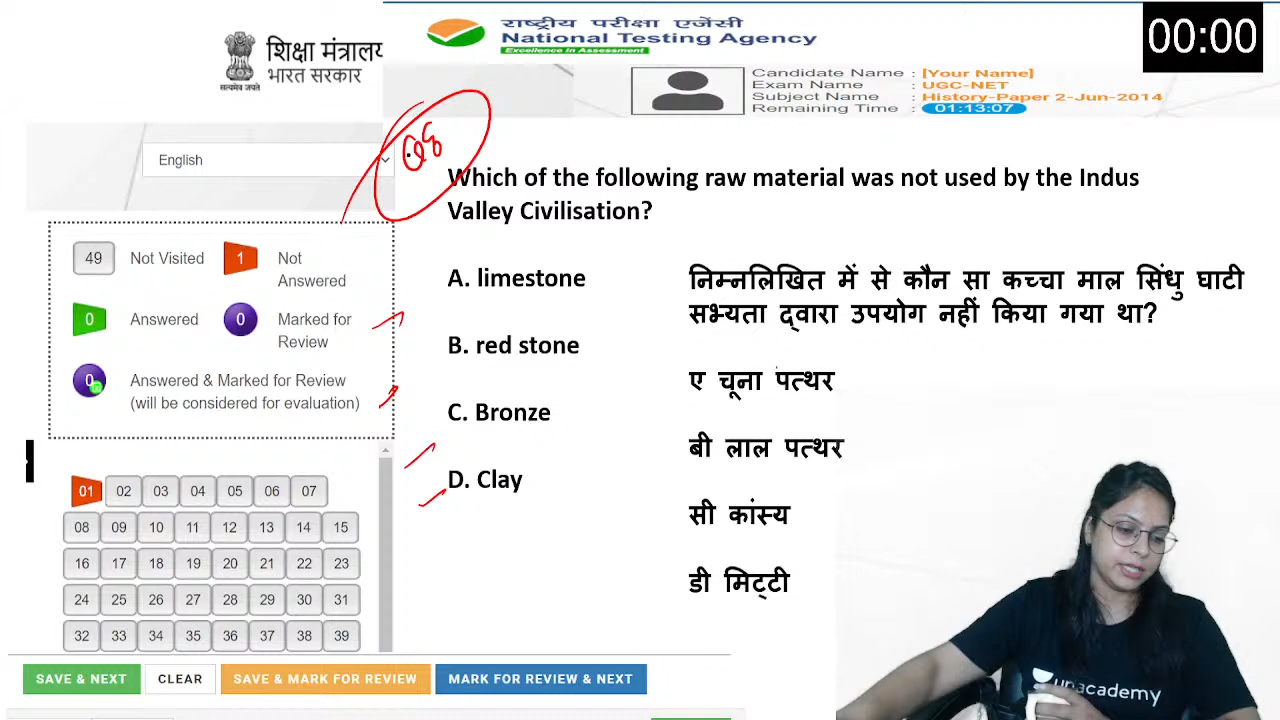 शिक्षा मंत्रालय
भारत सरकार
सत्यमेव जयते
राष्ट्रीय परीक्षा एजेंसी
National Testing Agency
Excellence in Assessment
00:00
Candidate Name : [Your Name]
Exam Name : UGC-NET
Subject Name : History-Paper 2-Jun-2014
Remaining Time : 01:13:07
English
Q8
Which of the following raw material was not used by the Indus
Valley Civilisation?
A. limestone
B. red stone
C. Bronze
D. Clay
निम्नलिखित में से कौन सा कच्चा माल सिंधु घाटी
सभ्यता द्वारा उपयोग नहीं किया गया था?
ए चूना पत्थर
बी लाल पत्थर
सी कांस्य
डी मिट्टी
49 Not Visited 1 Not
Answered
0 Answered 0 Marked for
Review
0 Answered & Marked for Review
(will be considered for evaluation)
01 02 03 04 05 06 07
08 09 10 11 12 13 14 15
16 17 18 19 20 21 22 23
24 25 26 27 28 29 30 31
32 33 34 35 36 37 38 39
SAVE & NEXT CLEAR SAVE & MARK FOR REVIEW MARK FOR REVIEW & NEXT
unacademy